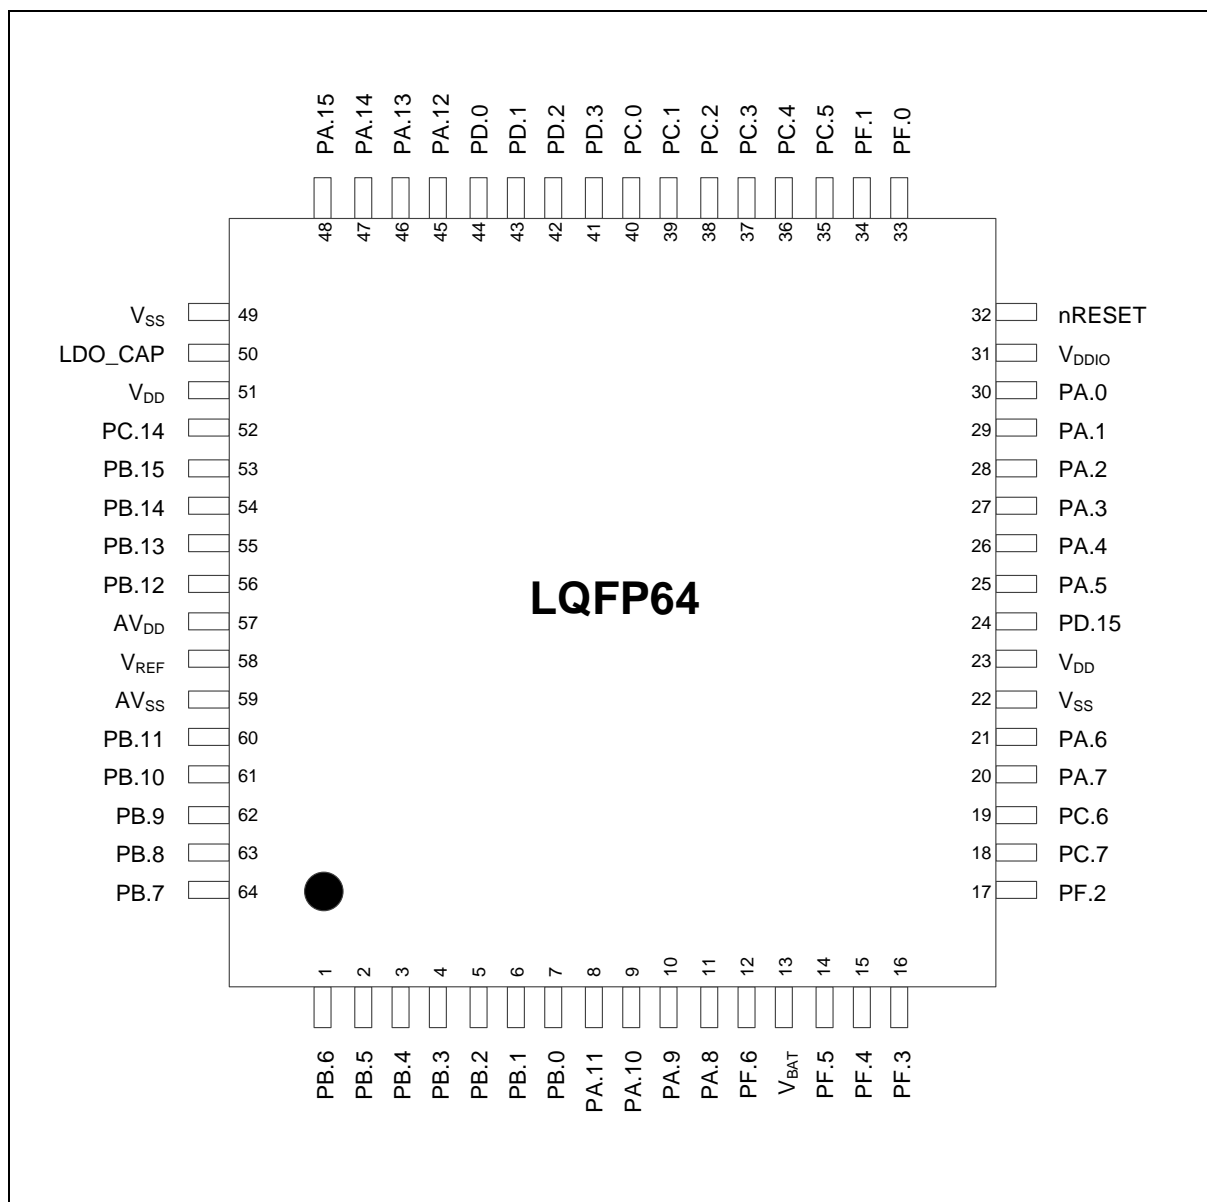 PA.15 PA.14 PA.13 PA.12 PD.0 PD.1 PD.2 PD.3 PC.0 PC.1 PC.2 PC.3 PC.4 PC.5 PF.1 PF.0
48 47 46 45 44 43 42 41 40 39 38 37 36 35 34 33
VSS 49 32 nRESET
LDO_CAP 50 31 VDDIO
VDD 51 30 PA.0
PC.14 52 29 PA.1
PB.15 53 28 PA.2
PB.14 54 27 PA.3
PB.13 55 26 PA.4
PB.12 56 25 PA.5
LQFP64
AVDD 57 24 PD.15
VREF 58 23 VDD
AVSS 59 22 VSS
PB.11 60 21 PA.6
PB.10 61 20 PA.7
PB.9 62 19 PC.6
PB.8 63 18 PC.7
PB.7 64 17 PF.2
1 2 3 4 5 6 7 8 9 10 11 12 13 14 15 16
PB.6 PB.5 PB.4 PB.3 PB.2 PB.1 PB.0 PA.11 PA.10 PA.9 PA.8 PF.6 VBAT PF.5 PF.4 PF.3